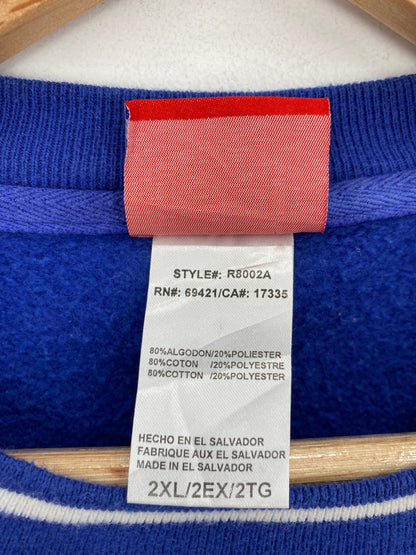 STYLE#: R8002A
RN#: 69421/CA#: 17335
80%ALGODON/20%POLIESTER
80%COTON /20%POLYESTRE
80%COTTON /20%POLYESTER
HECHO EN EL SALVADOR
FABRIQUE AUX EL SALVADOR
MADE IN EL SALVADOR
2XL/2EX/2TG